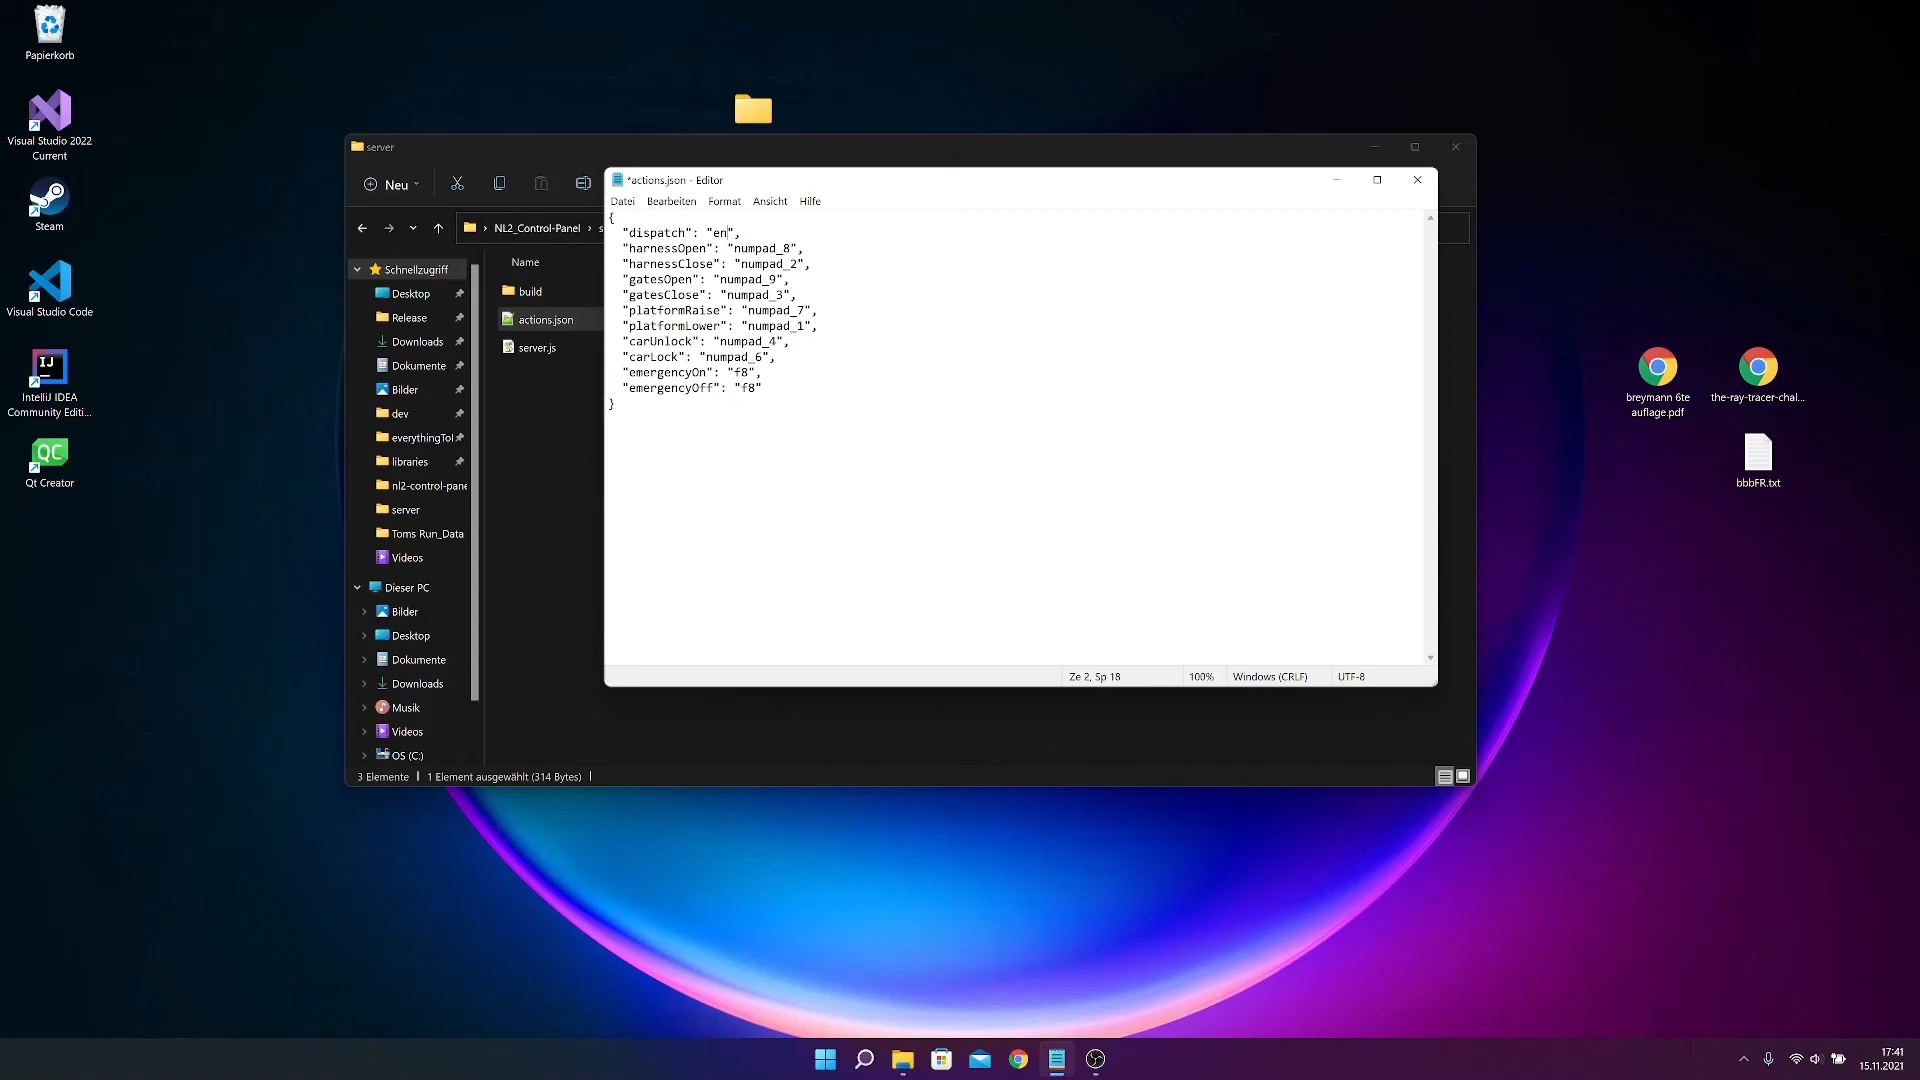 Papierkorb
Visual Studio 2022
Current
Steam
Visual Studio Code
IJ
IntelliJ IDEA
Community Editi...
QC
Qt Creator
server
Neu
NL2_Control-Panel
s
Name
Schnellzugriff
Desktop
Release
Downloads
Dokumente
Bilder
dev
everythingToI
libraries
nl2-control-pane
server
Toms Run_Data
Videos
Dieser PC
Bilder
Desktop
Dokumente
Downloads
Musik
Videos
OS (C:)
build
actions.json
server.js
3 Elemente
1 Element ausgewählt (314 Bytes)
*actions.json - Editor
Datei Bearbeiten Format Ansicht Hilfe
{
"dispatch": "en",
"harnessOpen": "numpad_8",
"harnessClose": "numpad_2",
"gatesOpen": "numpad_9",
"gatesClose": "numpad_3",
"platformRaise": "numpad_7",
"platformLower": "numpad_1",
"carUnlock": "numpad_4",
"carLock": "numpad_6",
"emergencyOn": "f8",
"emergencyOff": "f8"
}
Ze 2, Sp 18 100% Windows (CRLF) UTF-8
breymann 6te
auflage.pdf
the-ray-tracer-chal...
bbbFR.txt
17:41
15.11.2021